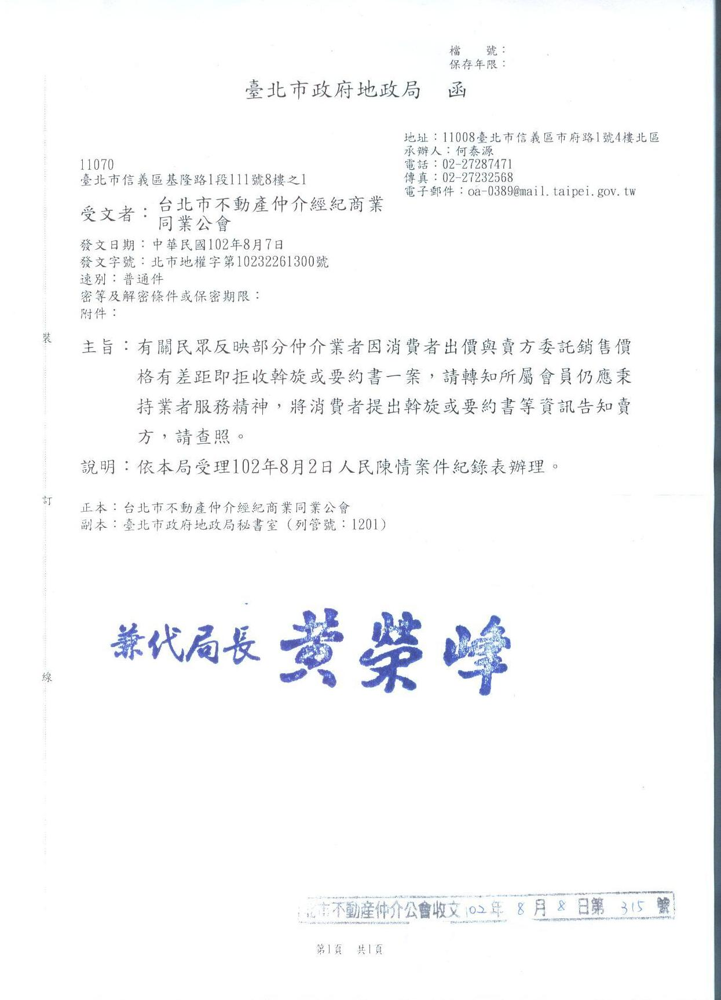 檔　　號：
保存年限：
臺北市政府地政局　函
地址：11008臺北市信義區市府路1號4樓北區
承辦人：何泰源
電話：02-27287471
傳真：02-27232568
電子郵件：oa-0389@mail.taipei.gov.tw
11070
臺北市信義區基隆路1段111號8樓之1
受文者：台北市不動產仲介經紀商業
同業公會
發文日期：中華民國102年8月7日
發文字號：北市地權字第10232261300號
速別：普通件
密等及解密條件或保密期限：
附件：
主旨：有關民眾反映部分仲介業者因消費者出價與賣方委託銷售價
格有差距即拒收斡旋或要約書一案，請轉知所屬會員仍應秉
持業者服務精神，將消費者提出斡旋或要約書等資訊告知賣
方，請查照。
說明：依本局受理102年8月2日人民陳情案件紀錄表辦理。
正本：台北市不動產仲介經紀商業同業公會
副本：臺北市政府地政局秘書室（列管號：1201）
裝
訂
線
兼代局長 黃榮峰
北市不動產仲介公會收文102年8月8日第315號
第1頁　共1頁